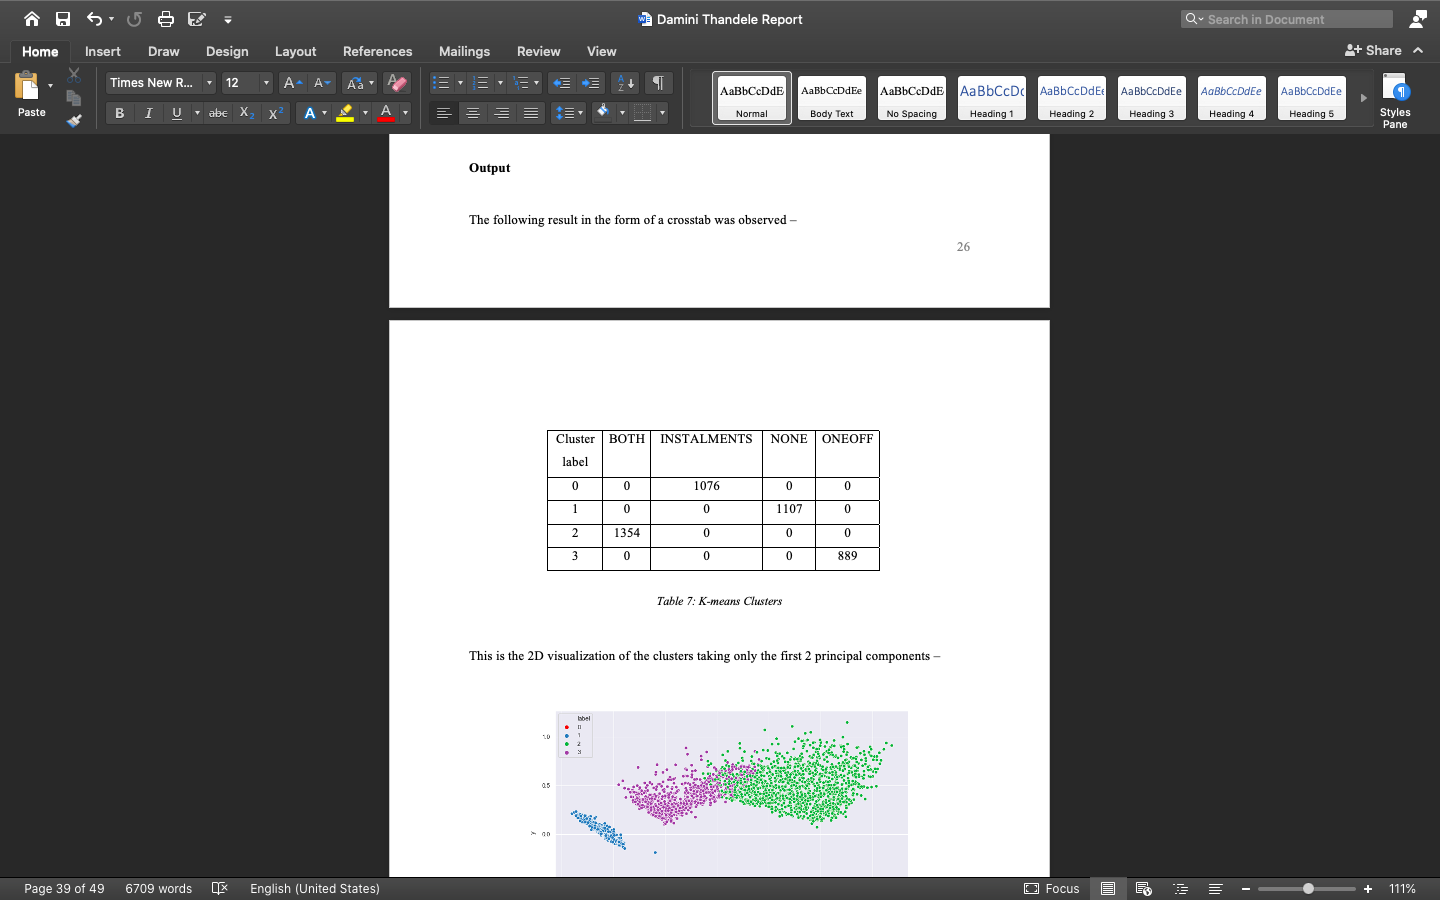 Damini Thandele Report
Search in Document
Home Insert Draw Design Layout References Mailings Review View
Share
Paste
Times New R... 12
AaBbCcDdE AaBbCcDdEe AaBbCcDdE AaBbCcDc AaBbCcDdEe AaBbCcDdEe AaBbCcDdEe AaBbCcDdEe
Normal Body Text No Spacing Heading 1 Heading 2 Heading 3 Heading 4 Heading 5
Styles
Pane
B I U abc X₂ X² A A
Output
The following result in the form of a crosstab was observed –
26
Cluster label BOTH INSTALMENTS NONE ONEOFF
0 0 1076 0 0
1 0 0 1107 0
2 1354 0 0 0
3 0 0 0 889
Table 7: K-means Clusters
This is the 2D visualization of the clusters taking only the first 2 principal components –
label
0
1
2
3
1.0
0.5
0.0
y
Page 39 of 49 6709 words English (United States) Focus 111%